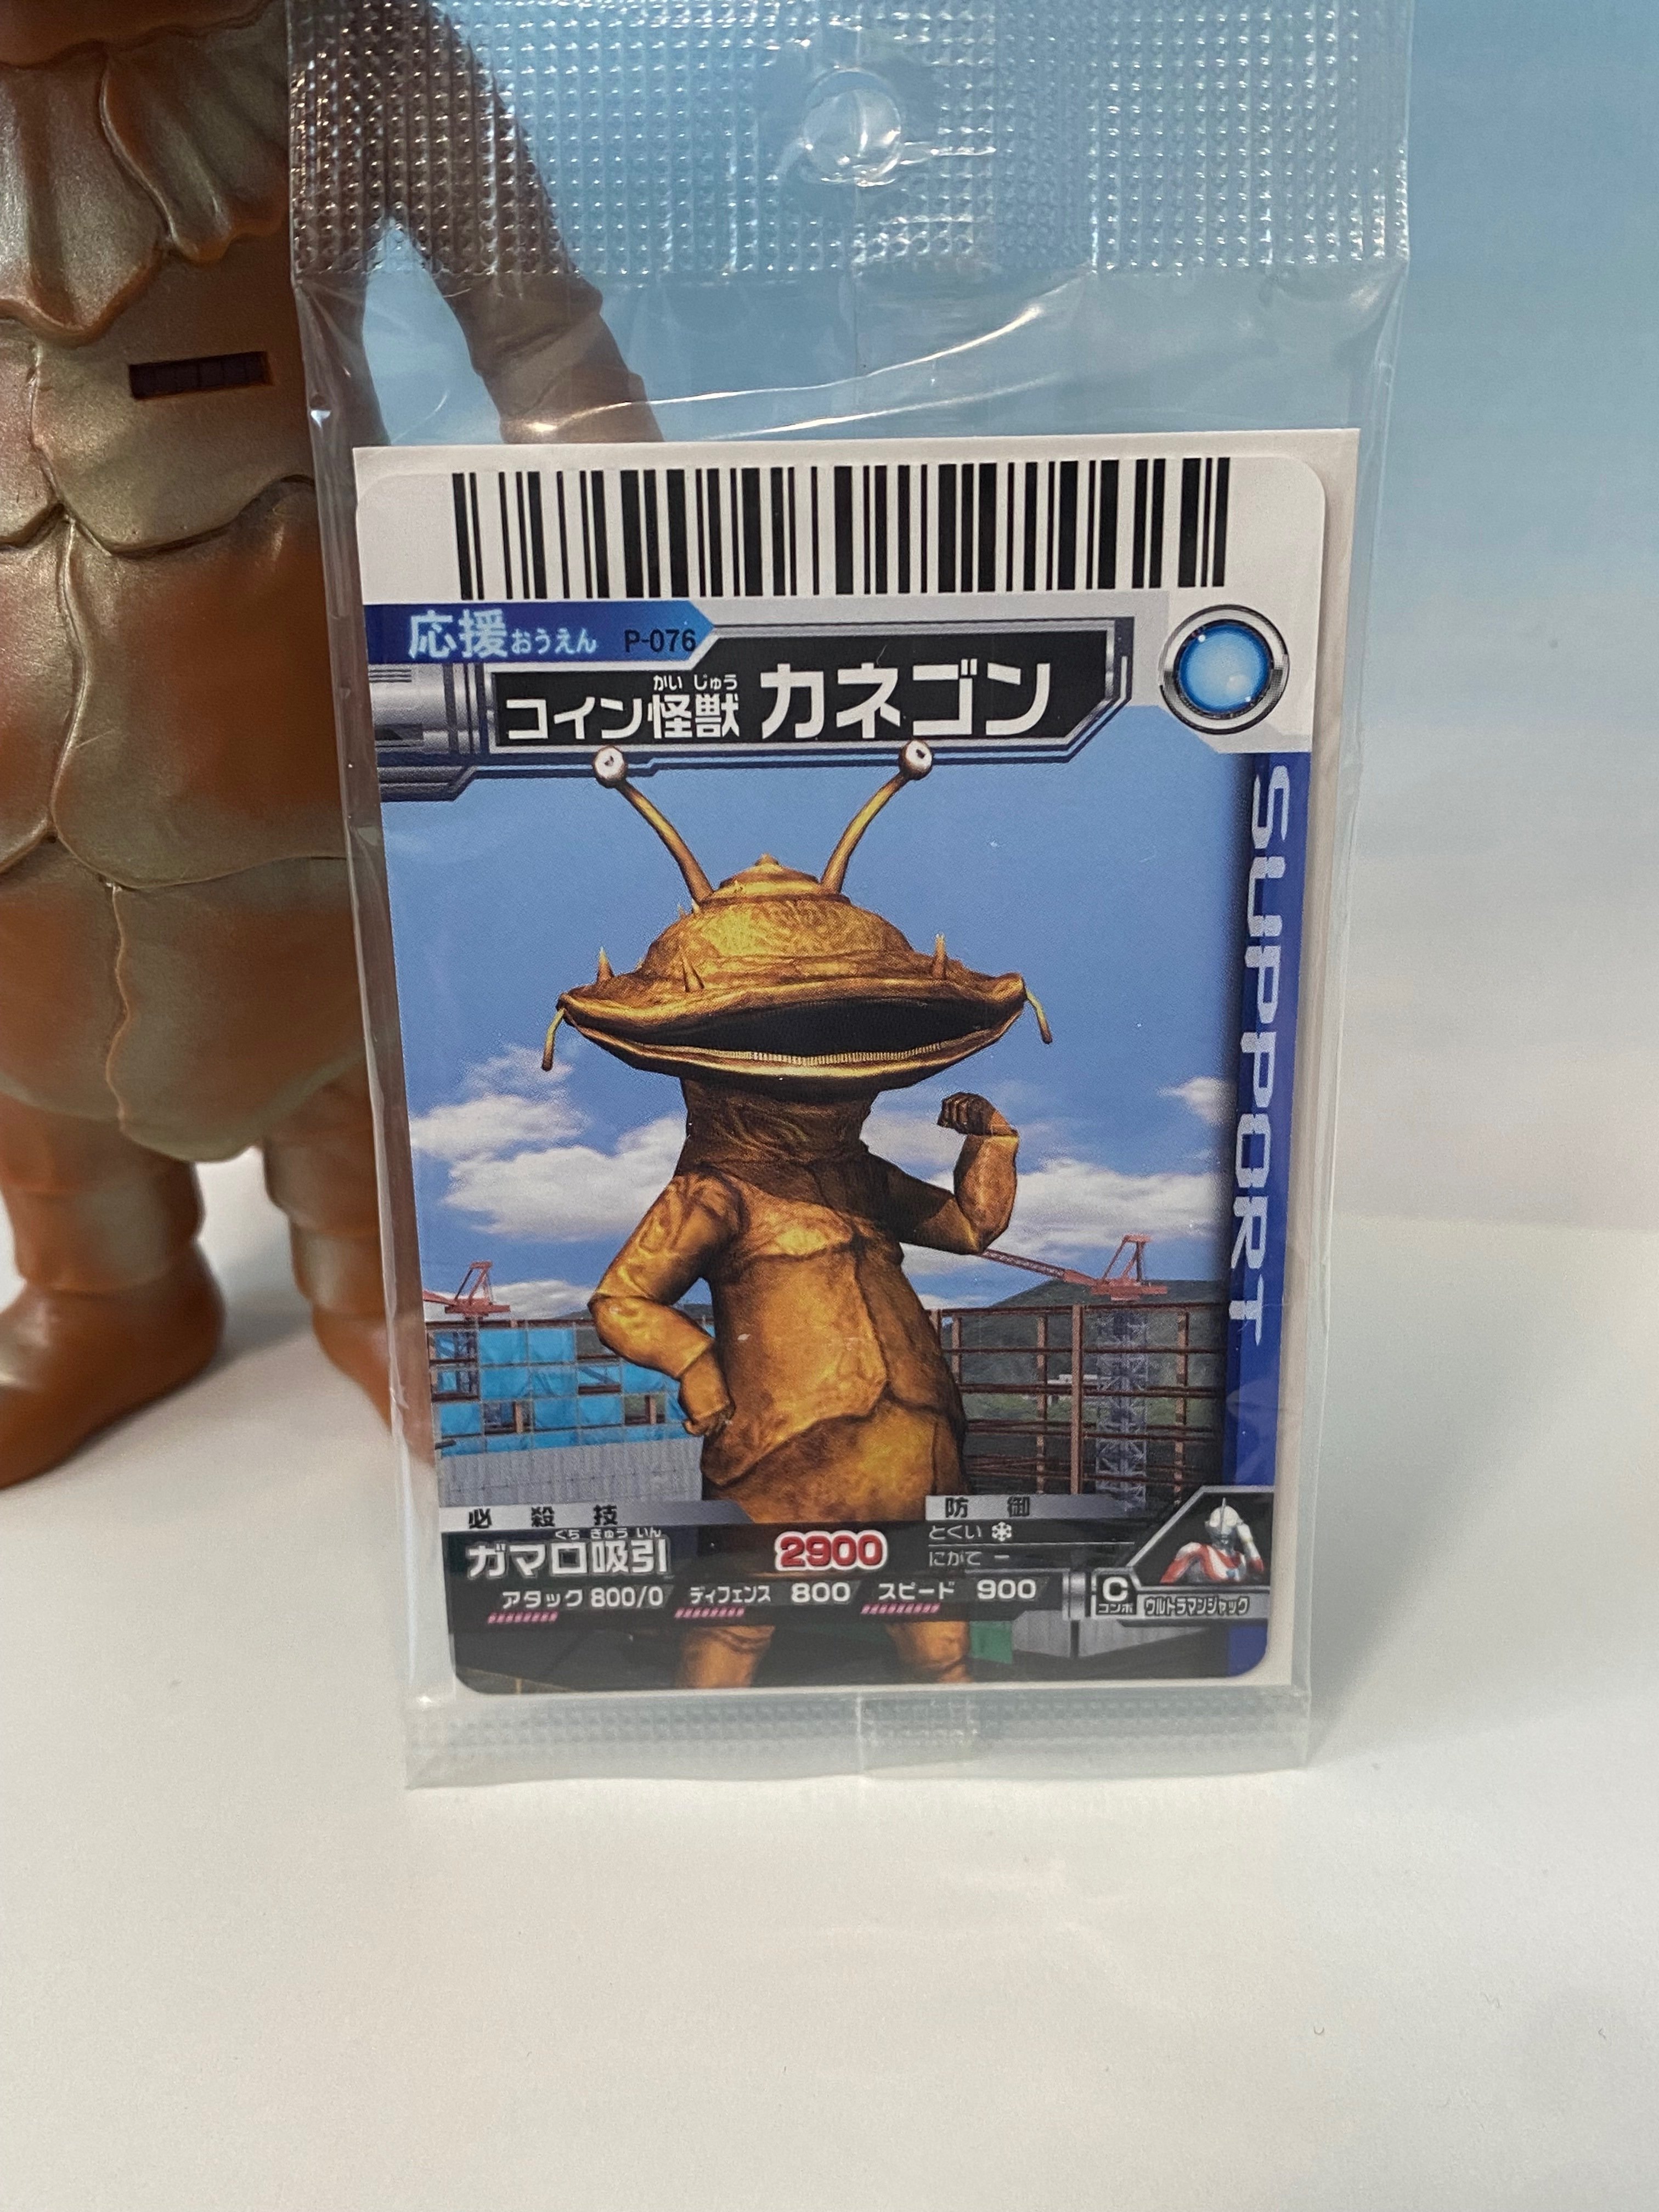 応援おうえん P-076
かいじゅう
コイン怪獣 カネゴン
SUPPORT
必殺技
ぐちきゅういん
ガマ口吸引 2900
アタック 800/0 ディフェンス 800 スピード 900
防御
とくい
にがて −
C
コンボ
ウルトラマンジャック